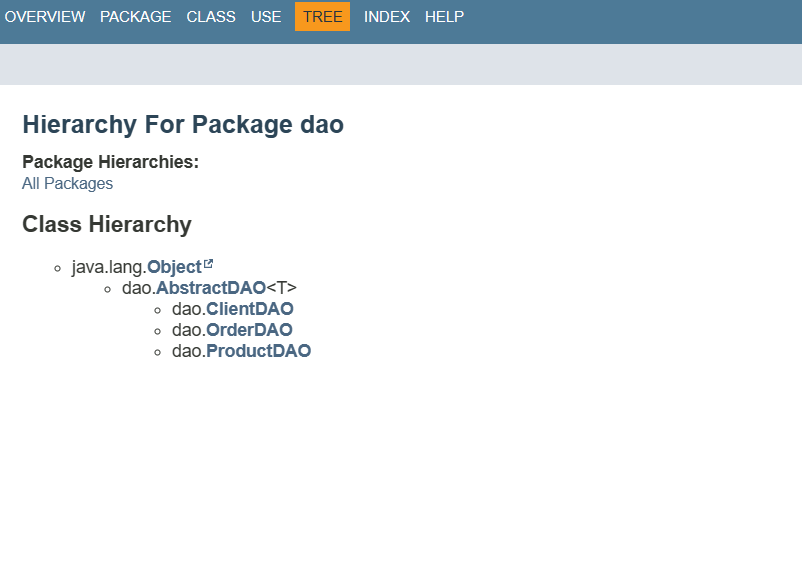 OVERVIEW PACKAGE CLASS USE TREE INDEX HELP
Hierarchy For Package dao
Package Hierarchies:
All Packages
Class Hierarchy
java.lang.Object
dao.AbstractDAO<T>
dao.ClientDAO
dao.OrderDAO
dao.ProductDAO